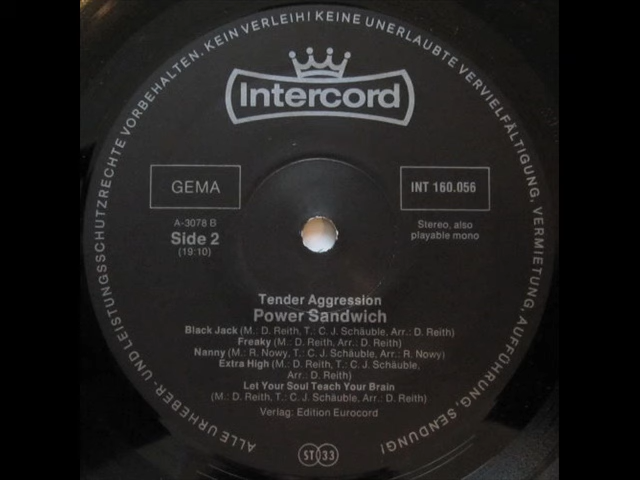 ALLE URHEBER- UND LEISTUNGSSCHUTZRECHTE VORBEHALTEN. KEIN VERLEIH! KEINE UNERLAUBTE VERVIELFÄLTIGUNG, VERMIETUNG, AUFFÜHRUNG, SENDUNG!
Intercord
GEMA
INT 160.056
A-3078 B
Side 2
(19:10)
Stereo, also
playable mono
Tender Aggression
Power Sandwich
Black Jack (M.: D. Reith, T.: C. J. Schäuble, Arr.: D. Reith)
Freaky (M.: D. Reith, Arr.: D. Reith)
Nanny (M.: R. Nowy, T.: C. J. Schäuble, Arr.: R. Nowy)
Extra High (M.: D. Reith, T.: C. J. Schäuble,
Arr.: D. Reith)
Let Your Soul Teach Your Brain
(M.: D. Reith, T.: C. J. Schäuble, Arr.: D. Reith)
Verlag: Edition Eurocord
ST 33